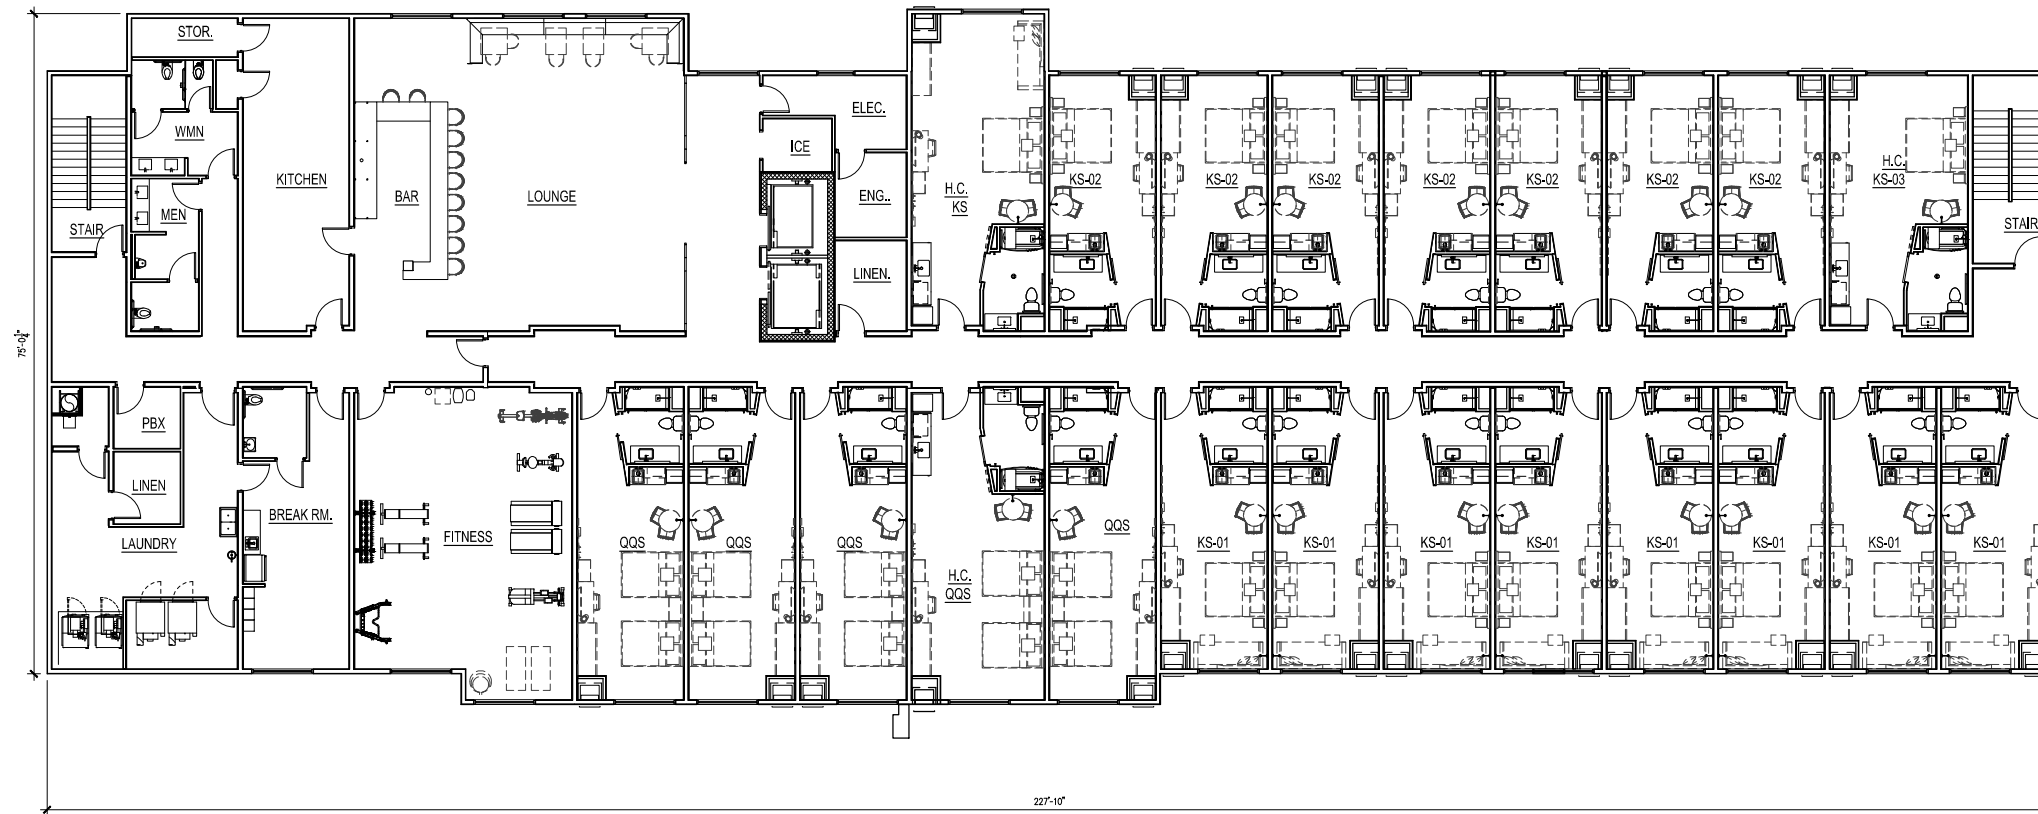 STOR.
WMN
KITCHEN
BAR
LOUNGE
ELEC.
ICE
ENG..
LINEN.
H.C.
KS
KS-02
KS-02
KS-02
KS-02
KS-02
KS-02
KS-02
H.C.
KS-03
STAIR
MEN
STAIR
75'-0¼"
PBX
LINEN
LAUNDRY
BREAK RM.
FITNESS
QQS
QQS
QQS
H.C.
QQS
QQS
KS-01
KS-01
KS-01
KS-01
KS-01
KS-01
KS-01
KS-01
227'-10"